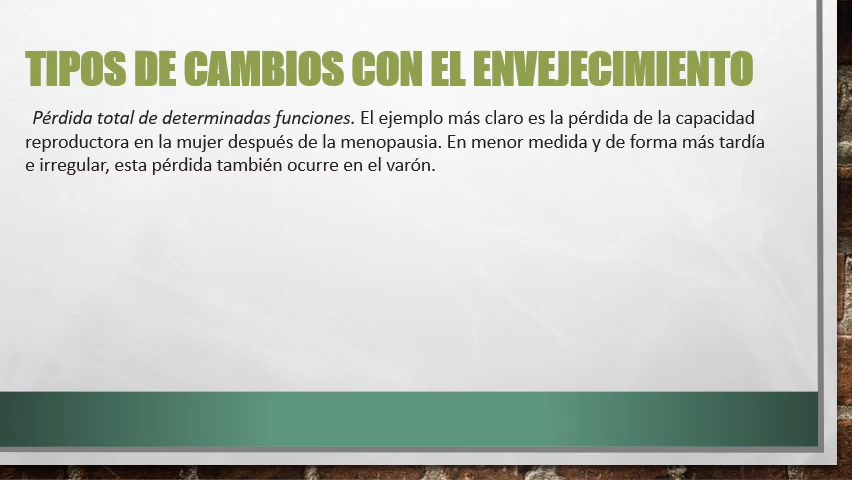 TIPOS DE CAMBIOS CON EL ENVEJECIMIENTO
Pérdida total de determinadas funciones. El ejemplo más claro es la pérdida de la capacidad
reproductora en la mujer después de la menopausia. En menor medida y de forma más tardía
e irregular, esta pérdida también ocurre en el varón.